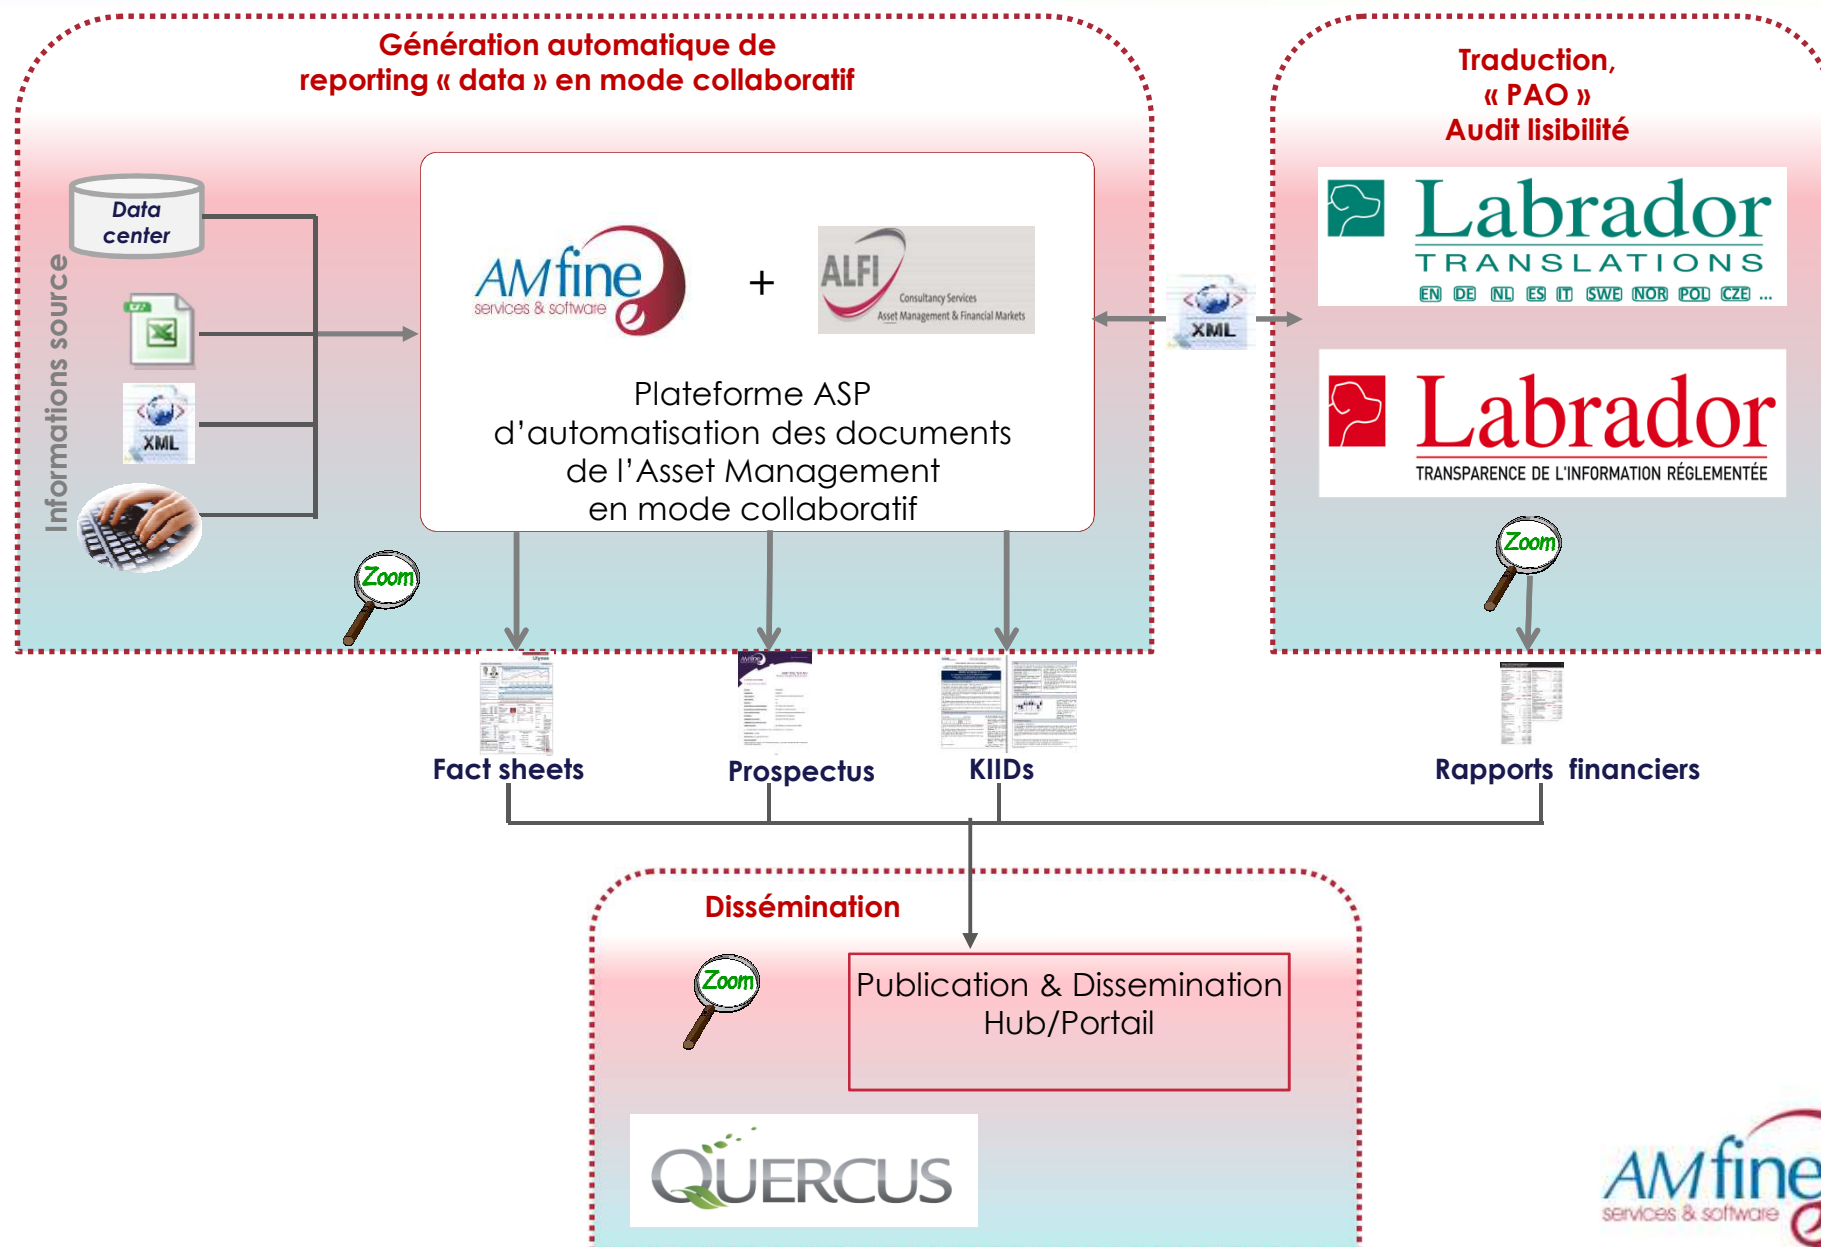 Génération automatique de
reporting « data » en mode collaboratif
Traduction,
« PAO »
Audit lisibilité
Informations source
Data
center
XML
AMfine
services & software
+
ALFI
Consultancy Services
Asset Management & Financial Markets
Plateforme ASP
d’automatisation des documents
de l’Asset Management
en mode collaboratif
XML
Labrador
TRANSLATIONS
EN DE NL ES IT SWE NOR POL CZE ...
Labrador
TRANSPARENCE DE L'INFORMATION RÉGLEMENTÉE
Zoom
Zoom
Fact sheets
Prospectus
KIIDs
Rapports financiers
Dissémination
Zoom
Publication & Dissemination
Hub/Portail
QUERCUS
AMfine
services & software